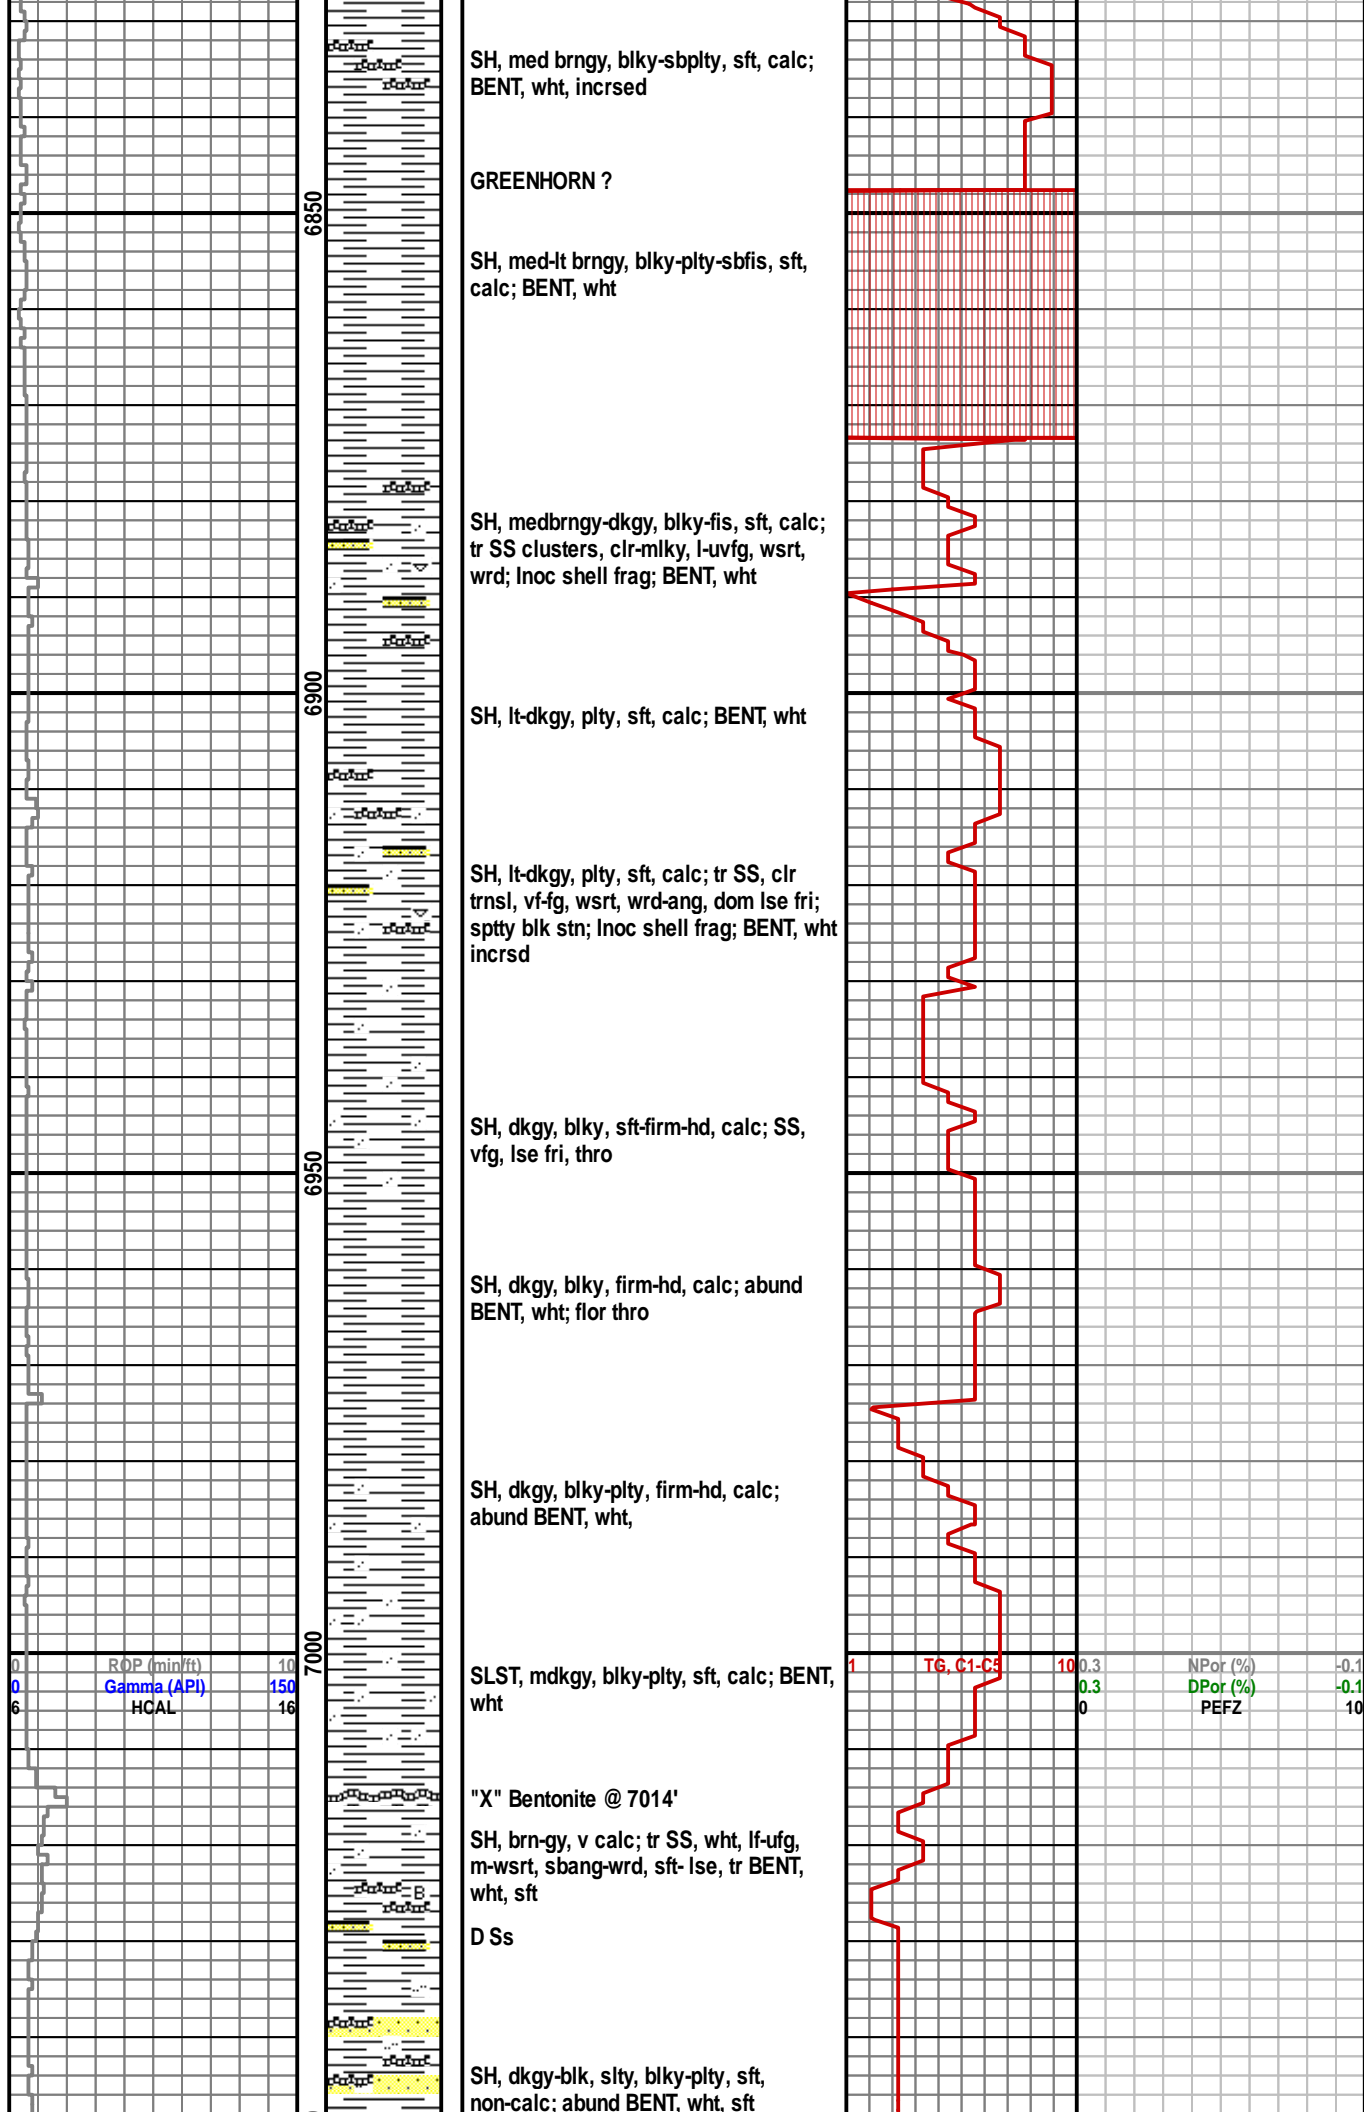 SH, med brngy, blky-sbplty, sft, calc;
BENT, wht, incrsed
GREENHORN ?
6850
SH, med-lt brngy, blky-plty-sbfis, sft,
calc; BENT, wht
SH, medbrngy-dkgy, blky-fis, sft, calc;
tr SS clusters, clr-mlky, l-uvfg, wsrt,
wrd; Inoc shell frag; BENT, wht
6900
SH, lt-dkgy, plty, sft, calc; BENT, wht
SH, lt-dkgy, plty, sft, calc; tr SS, clr
trnsl, vf-fg, wsrt, wrd-ang, dom lse fri;
sptty blk stn; Inoc shell frag; BENT, wht
incrsd
SH, dkgy, blky, sft-firm-hd, calc; SS,
vfg, lse fri, thro
6950
SH, dkgy, blky, firm-hd, calc; abund
BENT, wht; flor thro
SH, dkgy, blky-plty, firm-hd, calc;
abund BENT, wht,
7000
0 ROP (min/ft) 10
0 Gamma (API) 150
6 HCAL 16
SLST, mdkgy, blky-plty, sft, calc; BENT,
wht
1 TG, C1-C5 10
0.3 NPor (%) -0.1
0.3 DPor (%) -0.1
0 PEFZ 10
"X" Bentonite @ 7014'
SH, brn-gy, v calc; tr SS, wht, lf-ufg,
m-wsrt, sbang-wrd, sft- lse, tr BENT,
wht, sft
B
D Ss
SH, dkgy-blk, slty, blky-plty, sft,
non-calc; abund BENT, wht, sft